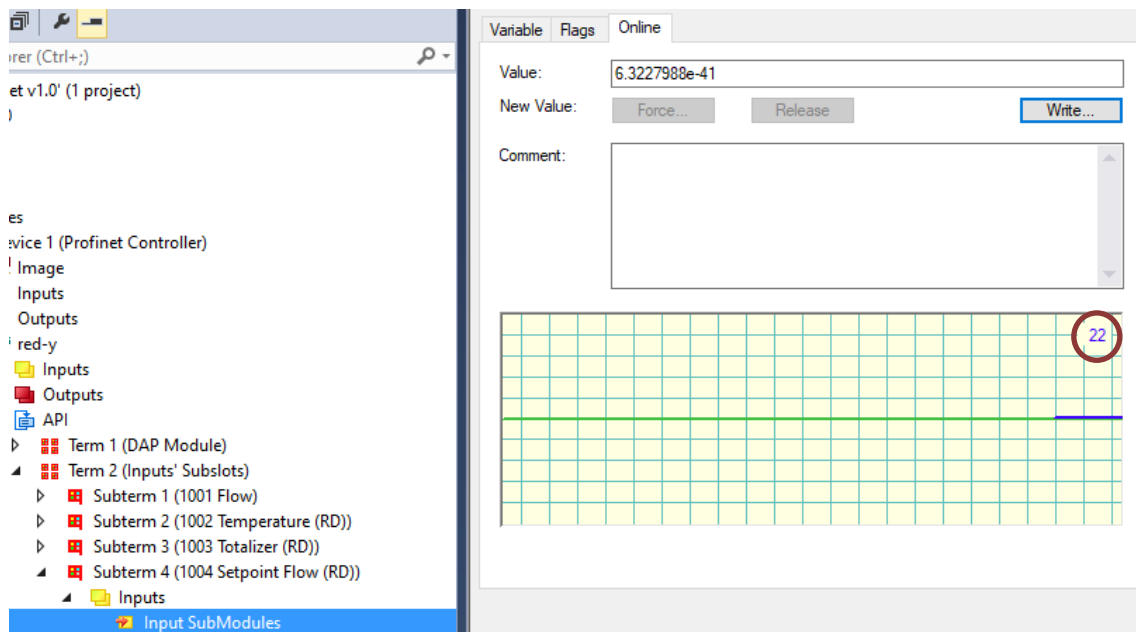 orer (Ctrl+;)
et v1.0' (1 project)
es
evice 1 (Profinet Controller)
Image
Inputs
Outputs
red-y
Inputs
Outputs
API
Term 1 (DAP Module)
Term 2 (Inputs' Subslots)
Subterm 1 (1001 Flow)
Subterm 2 (1002 Temperature (RD))
Subterm 3 (1003 Totalizer (RD))
Subterm 4 (1004 Setpoint Flow (RD))
Inputs
Input SubModules
Variable Flags Online
Value: 6.3227988e-41
New Value: Force... Release Write...
Comment:
22